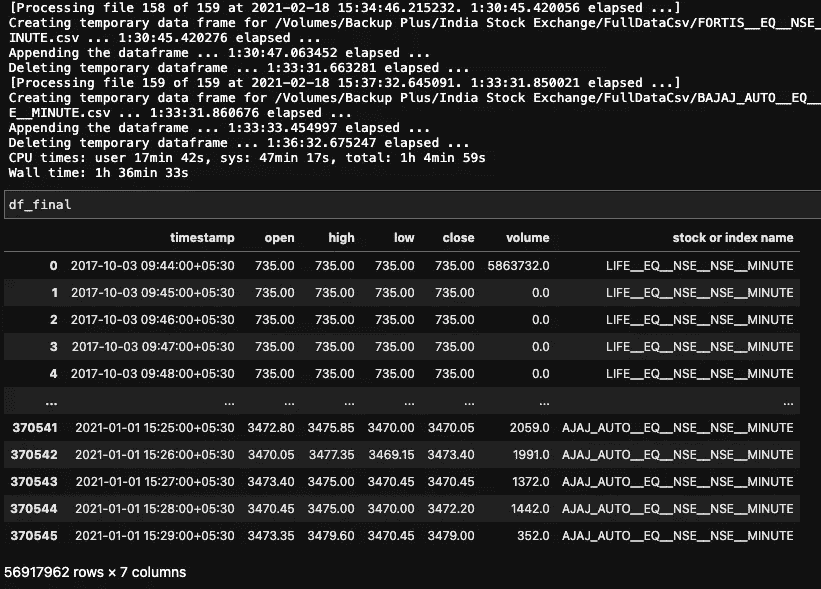 [Processing file 158 of 159 at 2021-02-18 15:34:46.215232. 1:30:45.420056 elapsed ...]
Creating temporary data frame for /Volumes/Backup Plus/India Stock Exchange/FullDataCsv/FORTIS__EQ__NSE_
INUTE.csv ... 1:30:45.420276 elapsed ...
Appending the dataframe ... 1:30:47.063452 elapsed ...
Deleting temporary dataframe ... 1:33:31.663281 elapsed ...
[Processing file 159 of 159 at 2021-02-18 15:37:32.645091. 1:33:31.850021 elapsed ...]
Creating temporary data frame for /Volumes/Backup Plus/India Stock Exchange/FullDataCsv/BAJAJ_AUTO__EQ__
E__MINUTE.csv ... 1:33:31.860676 elapsed ...
Appending the dataframe ... 1:33:33.454997 elapsed ...
Deleting temporary dataframe ... 1:36:32.675247 elapsed ...
CPU times: user 17min 42s, sys: 47min 17s, total: 1h 4min 59s
Wall time: 1h 36min 33s
df_final
timestamp open high low close volume stock or index name
0 2017-10-03 09:44:00+05:30 735.00 735.00 735.00 735.00 5863732.0 LIFE__EQ__NSE__NSE__MINUTE
1 2017-10-03 09:45:00+05:30 735.00 735.00 735.00 735.00 0.0 LIFE__EQ__NSE__NSE__MINUTE
2 2017-10-03 09:46:00+05:30 735.00 735.00 735.00 735.00 0.0 LIFE__EQ__NSE__NSE__MINUTE
3 2017-10-03 09:47:00+05:30 735.00 735.00 735.00 735.00 0.0 LIFE__EQ__NSE__NSE__MINUTE
4 2017-10-03 09:48:00+05:30 735.00 735.00 735.00 735.00 0.0 LIFE__EQ__NSE__NSE__MINUTE
... ... ... ... ... ... ... ...
370541 2021-01-01 15:25:00+05:30 3472.80 3475.85 3470.00 3470.05 2059.0 AJAJ_AUTO__EQ__NSE__NSE__MINUTE
370542 2021-01-01 15:26:00+05:30 3470.05 3477.35 3469.15 3473.40 1991.0 AJAJ_AUTO__EQ__NSE__NSE__MINUTE
370543 2021-01-01 15:27:00+05:30 3473.40 3475.00 3470.45 3470.45 1372.0 AJAJ_AUTO__EQ__NSE__NSE__MINUTE
370544 2021-01-01 15:28:00+05:30 3470.45 3475.00 3470.00 3472.20 1442.0 AJAJ_AUTO__EQ__NSE__NSE__MINUTE
370545 2021-01-01 15:29:00+05:30 3473.35 3479.60 3470.45 3479.00 352.0 AJAJ_AUTO__EQ__NSE__NSE__MINUTE
56917962 rows × 7 columns